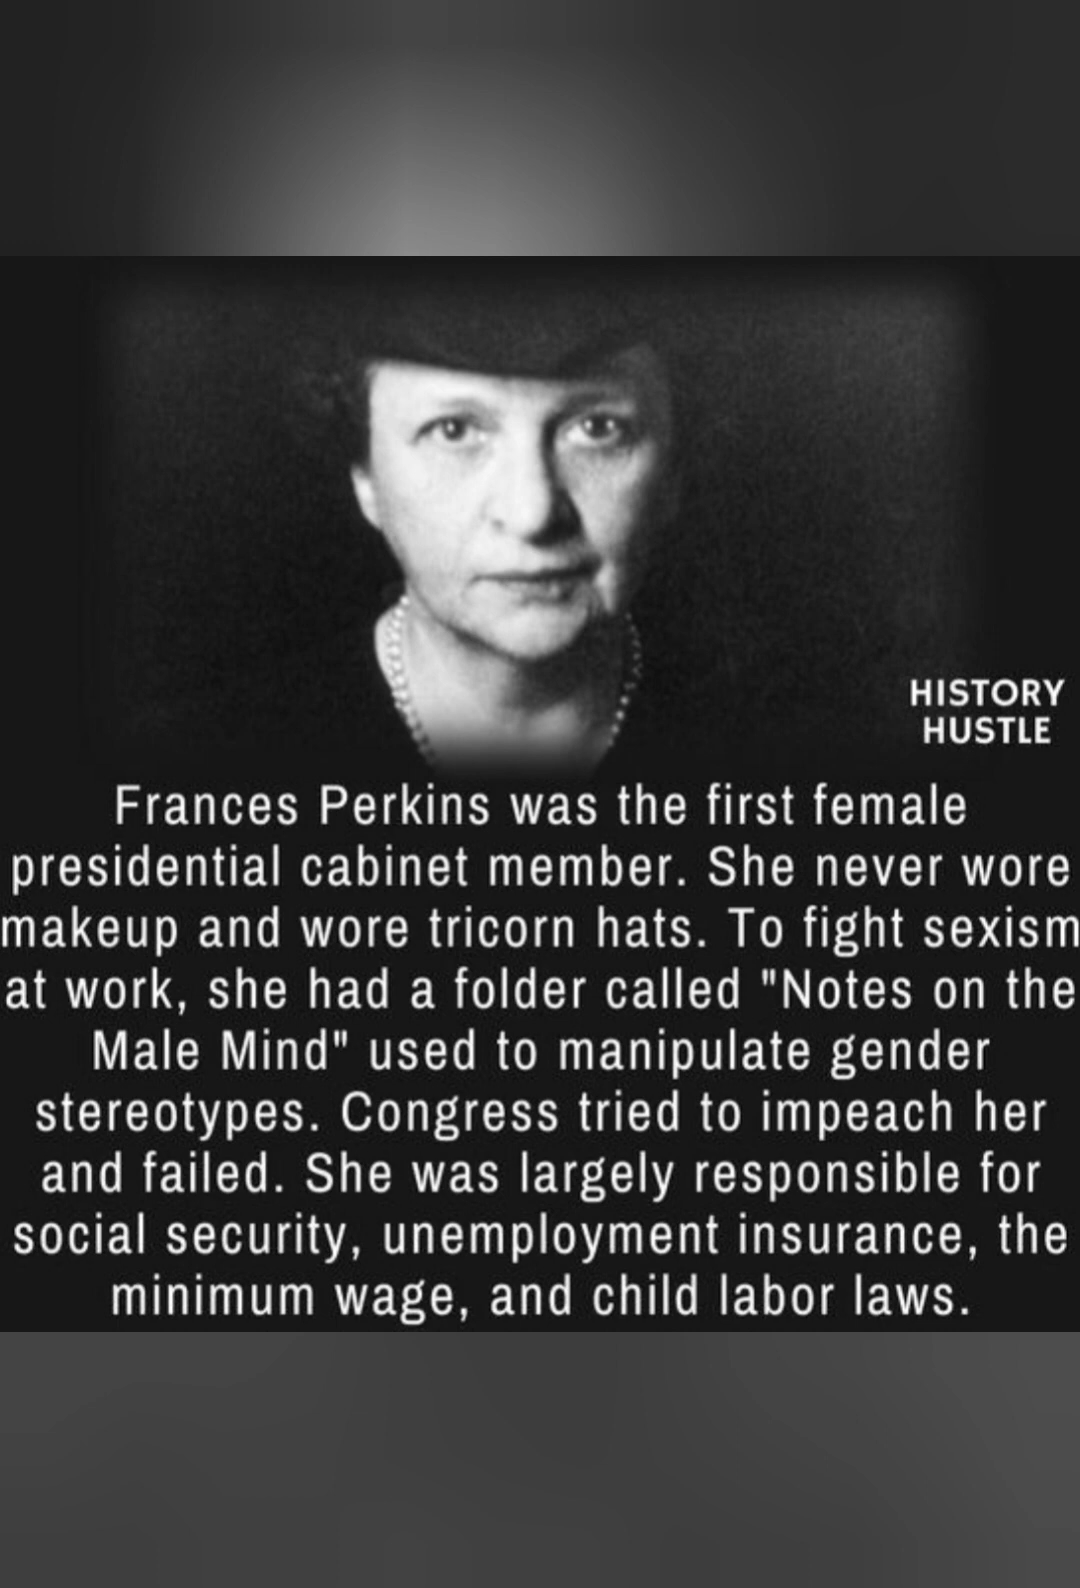 HISTORY
HUSTLE
Frances Perkins was the first female
presidential cabinet member. She never wore
makeup and wore tricorn hats. To fight sexism
at work, she had a folder called "Notes on the
Male Mind" used to manipulate gender
stereotypes. Congress tried to impeach her
and failed. She was largely responsible for
social security, unemployment insurance, the
minimum wage, and child labor laws.